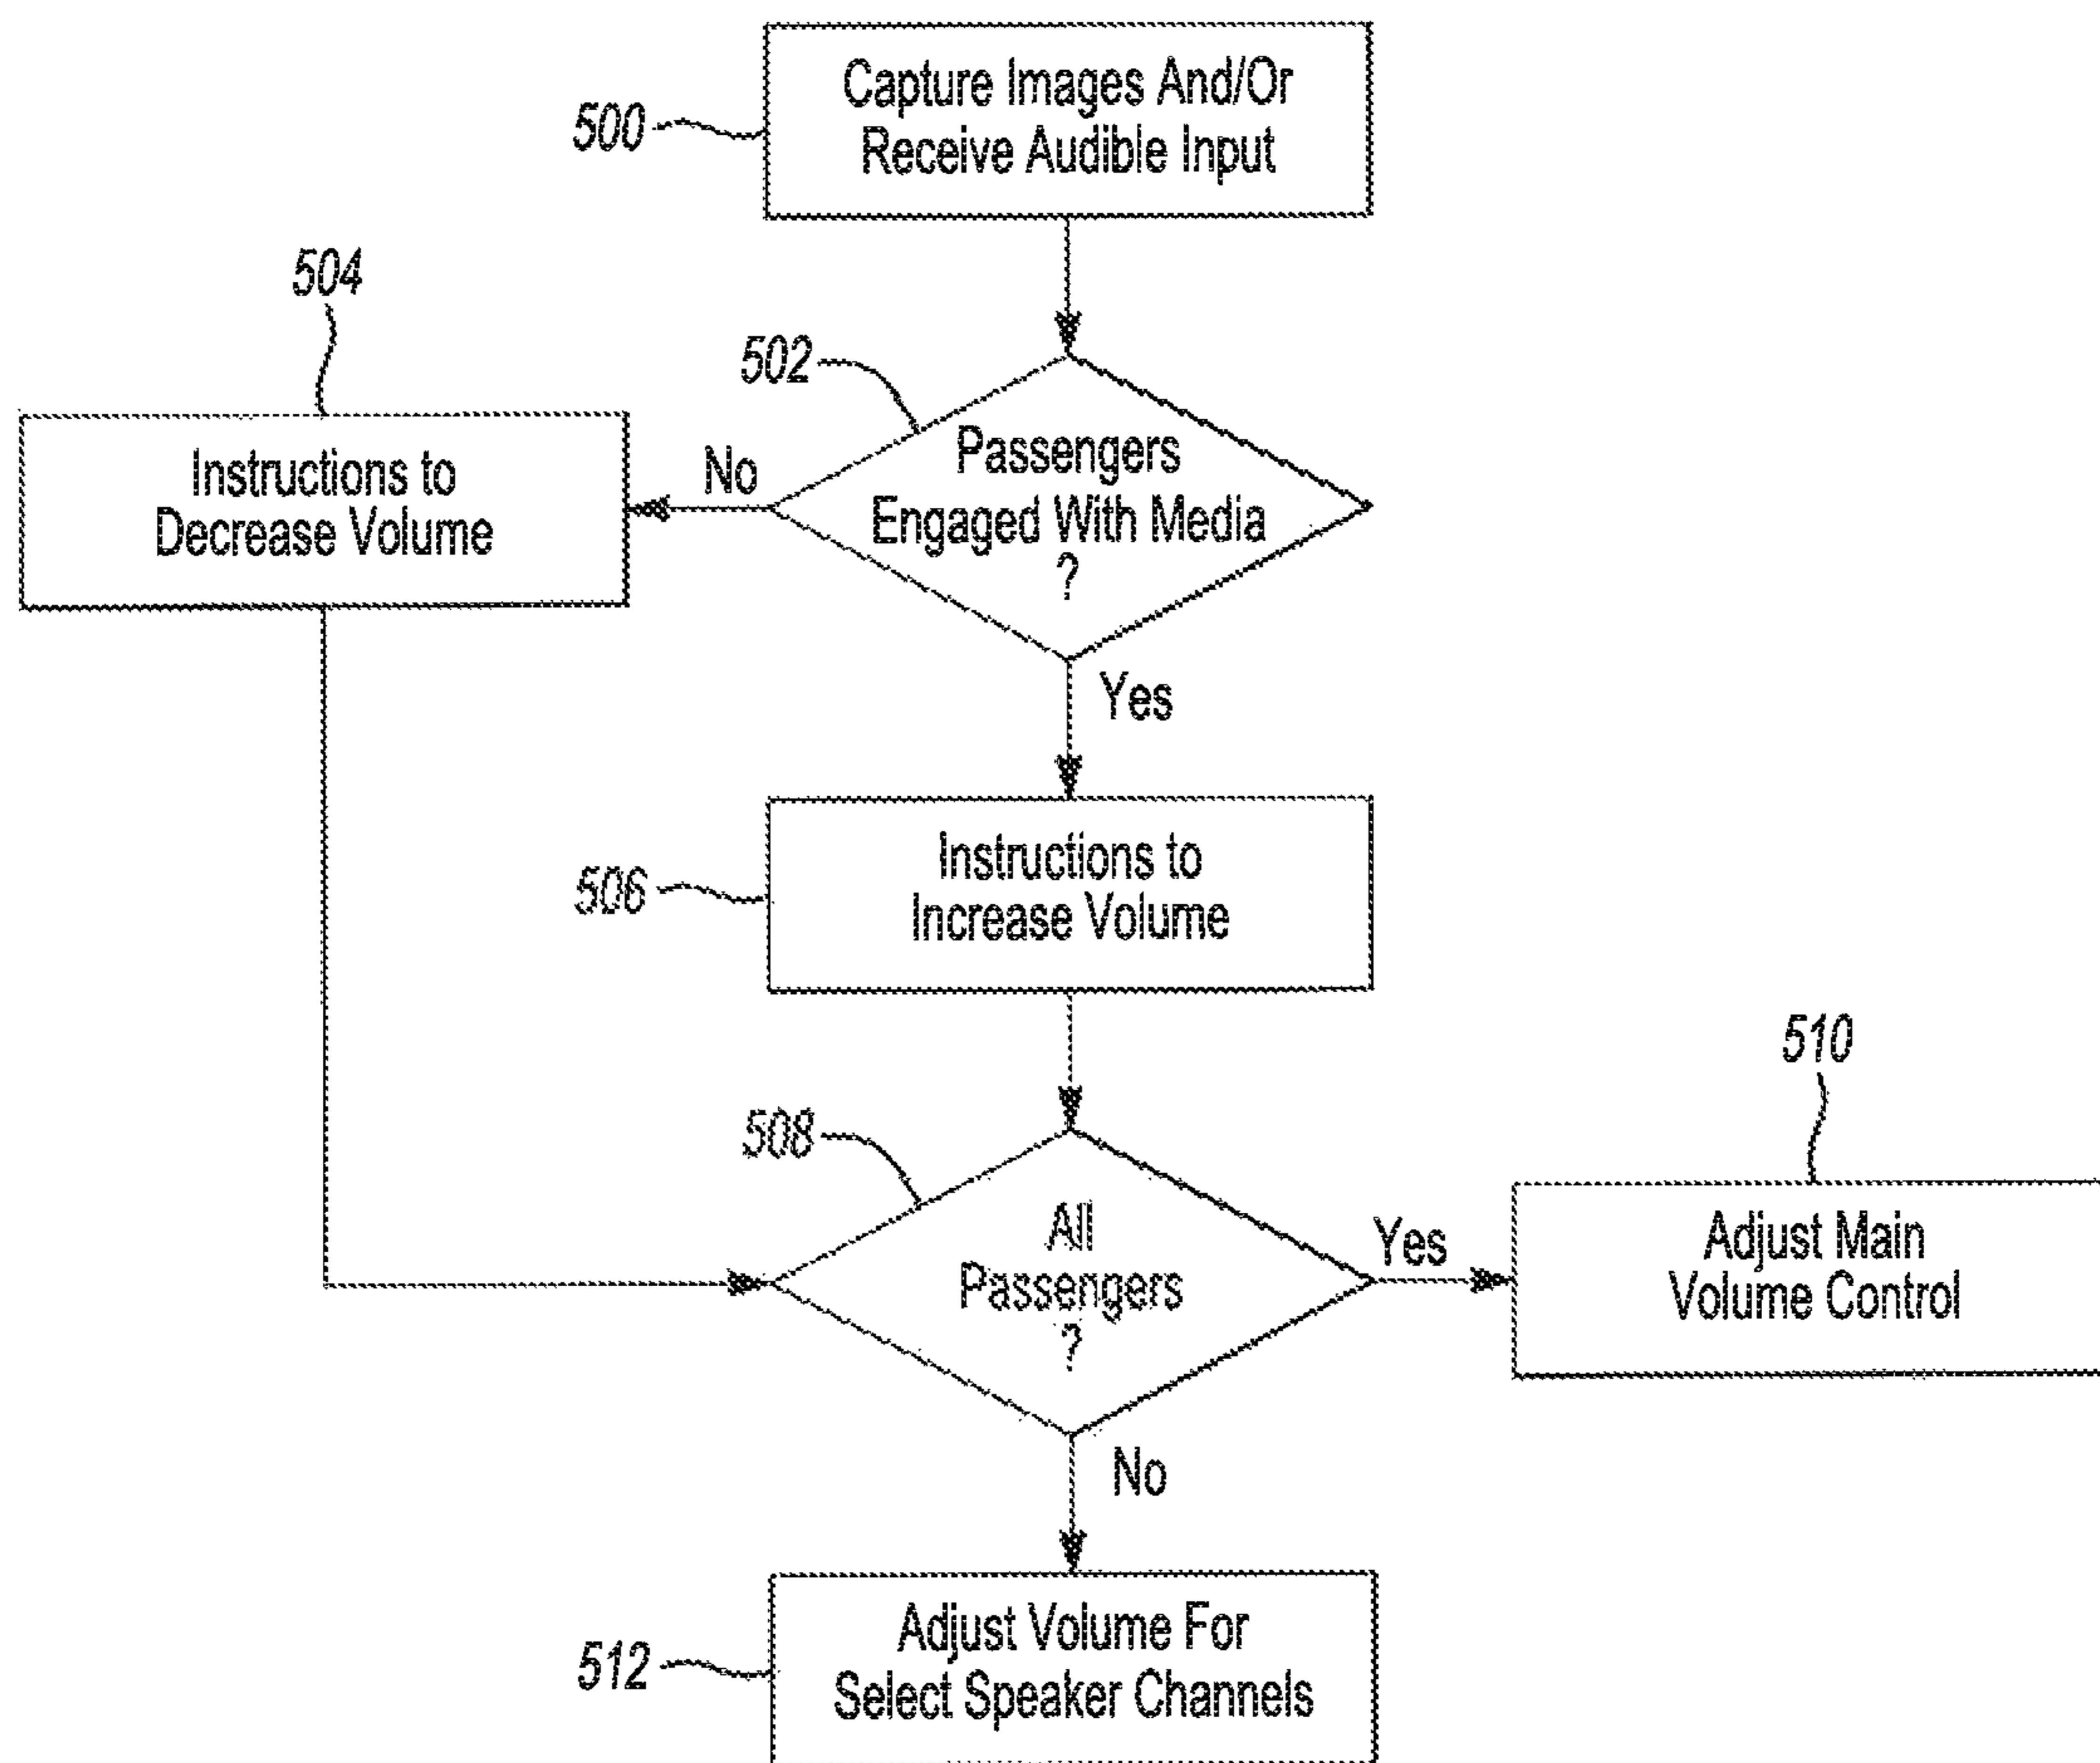 Capture Images And/Or
Receive Audible Input
500
504
502
Passengers
Engaged With Media
?
No
Instructions to
Decrease Volume
Yes
Instructions to
Increase Volume
506
510
508
All
Passengers
?
Yes
Adjust Main
Volume Control
No
Adjust Volume For
Select Speaker Channels
512